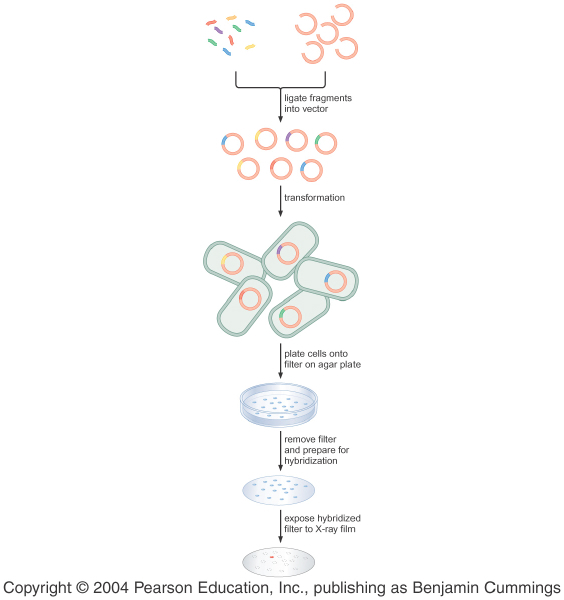 ligate fragments
into vector
transformation
plate cells onto
filter on agar plate
remove filter
and prepare for
hybridization
expose hybridized
filter to X-ray film
Copyright © 2004 Pearson Education, Inc., publishing as Benjamin Cummings